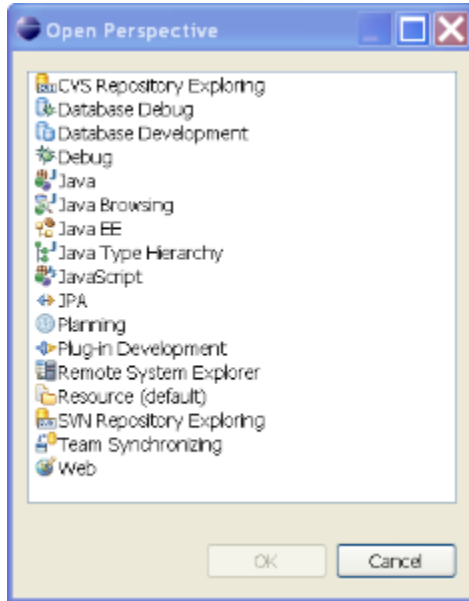 Open Perspective
CVS Repository Exploring
Database Debug
Database Development
Debug
Java
Java Browsing
Java EE
Java Type Hierarchy
JavaScript
JPA
Planning
Plug-in Development
Remote System Explorer
Resource (default)
SVN Repository Exploring
Team Synchronizing
Web
OK
Cancel